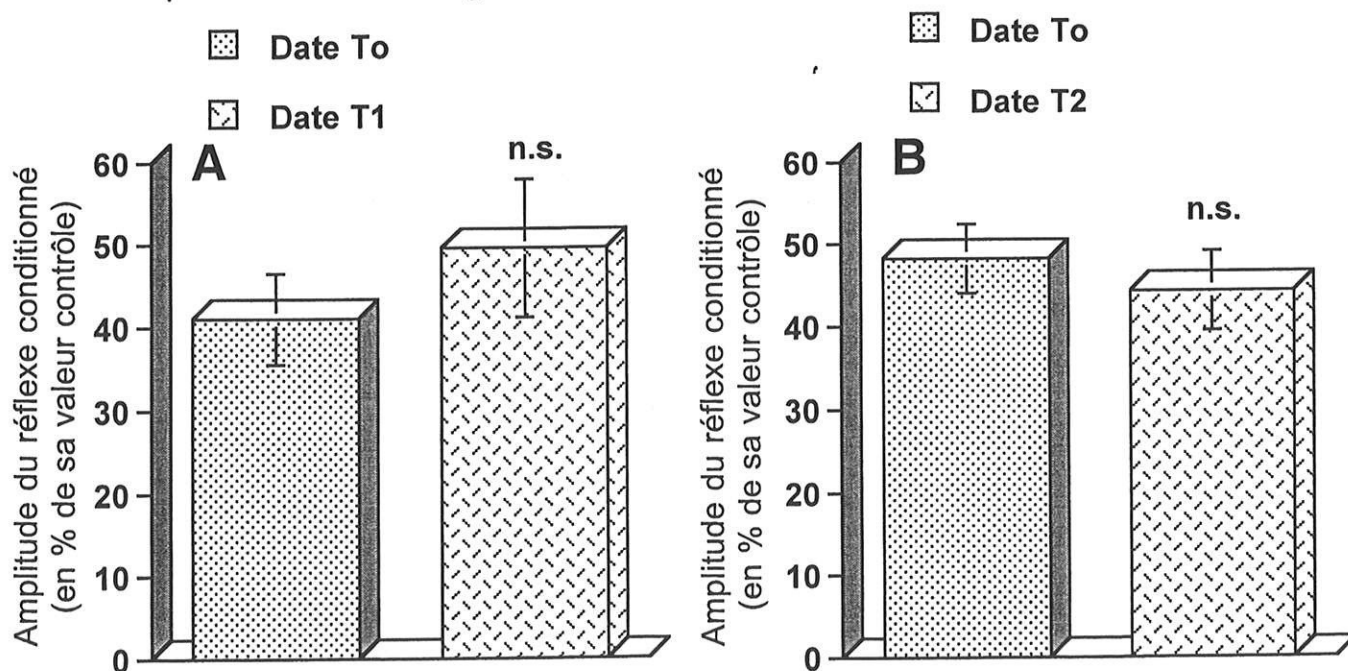 Date To
Date T1
A
n.s.
60
50
40
30
20
10
0
Amplitude du réflexe conditionné
(en % de sa valeur contrôle)
Date To
Date T2
B
n.s.
60
50
40
30
20
10
0
Amplitude du réflexe conditionné
(en % de sa valeur contrôle)